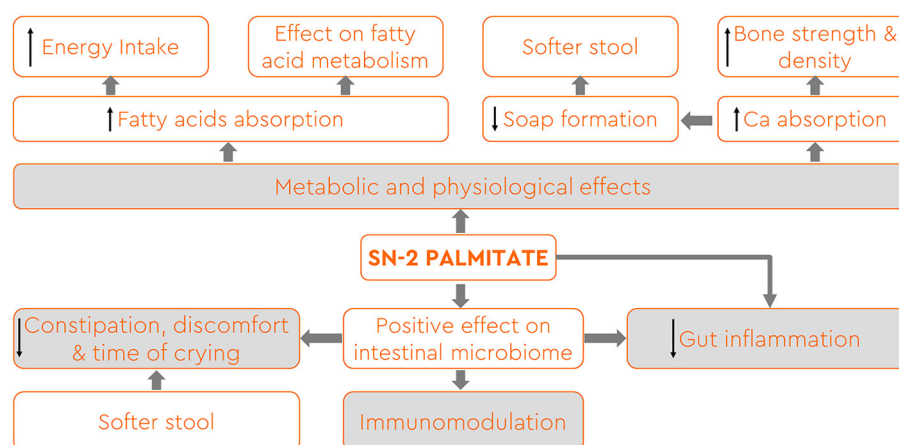 Energy Intake
Effect on fatty
acid metabolism
Softer stool
Bone strength &
density
Fatty acids absorption
Soap formation
Ca absorption
Metabolic and physiological effects
SN-2 PALMITATE
Constipation, discomfort
& time of crying
Positive effect on
intestinal microbiome
Gut inflammation
Softer stool
Immunomodulation